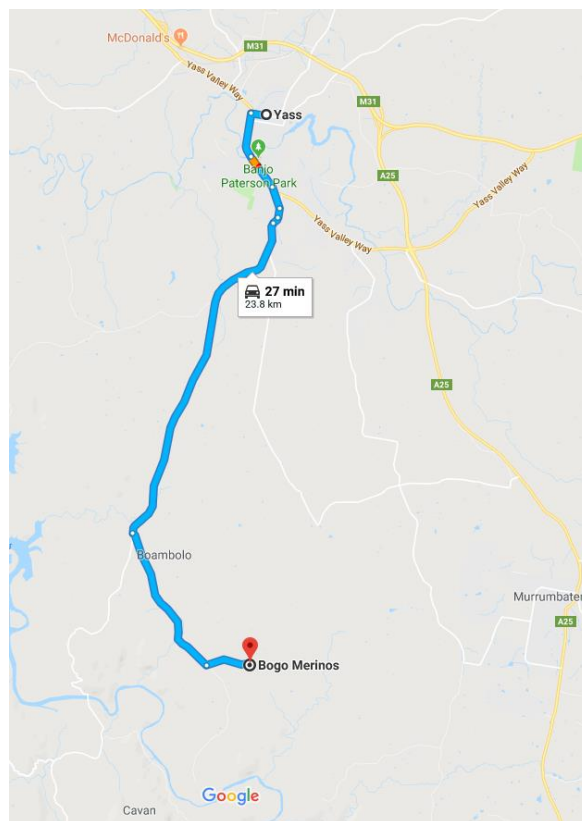 McDonald's
M31
Yass Valley Way
M31
Yass
Banjo
Paterson Park
A25
Yass Valley Way
Yass Valley Way
27 min
23.8 km
A25
Boambolo
Murrumbater
A25
Bogo Merinos
Google
Cavan